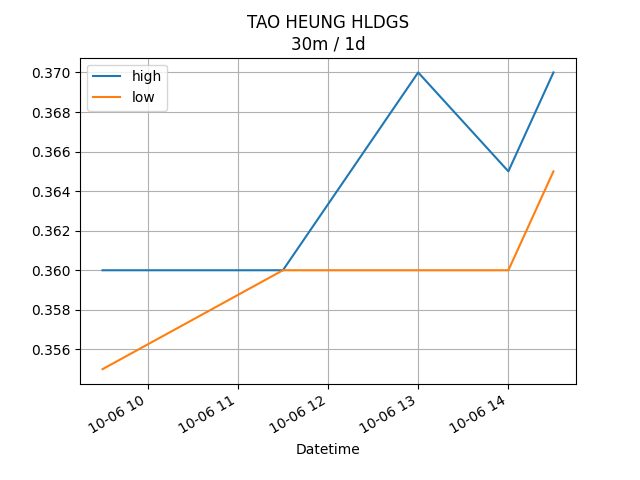 TAO HEUNG HLDGS
30m / 1d
high
low
0.370
0.368
0.366
0.364
0.362
0.360
0.358
0.356
10-06 10
10-06 11
10-06 12
10-06 13
10-06 14
Datetime